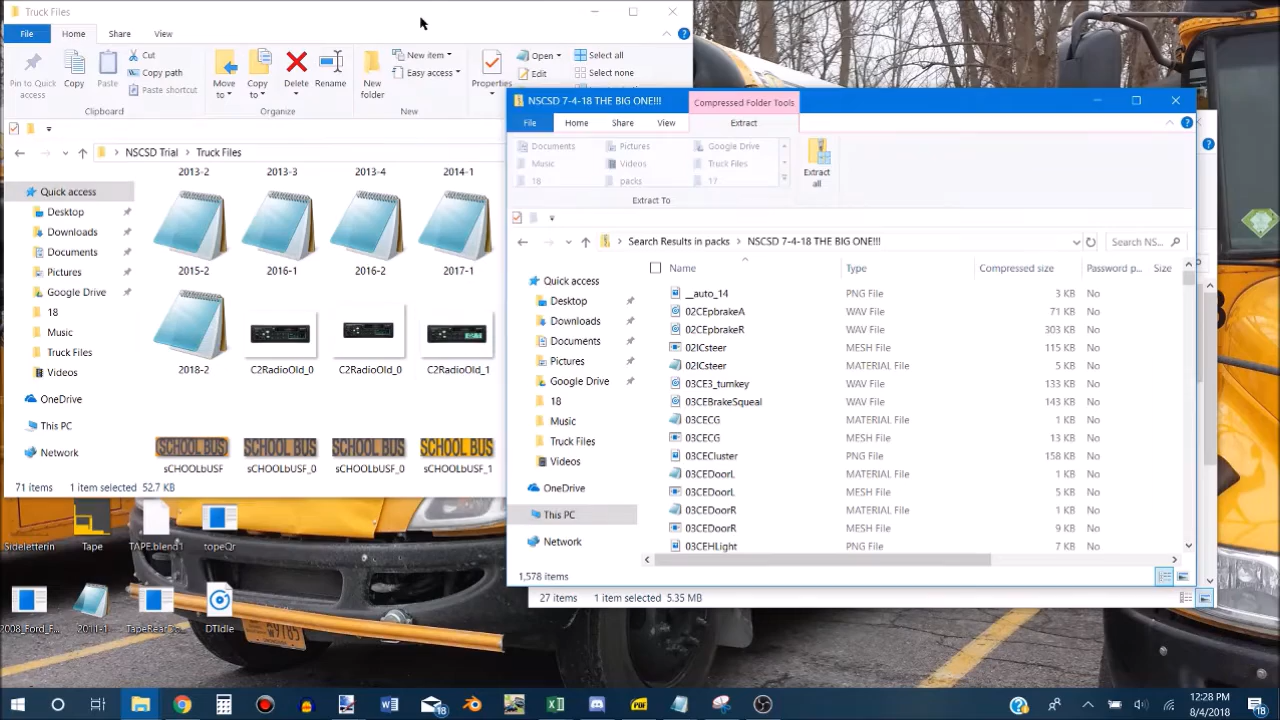 Truck Files
File Home Share View
Pin to Quick access
Copy
Paste
Cut
Copy path
Paste shortcut
Clipboard
Move to
Copy to
Delete
Rename
Organize
New folder
New item
Easy access
New
Properties
Open
Edit
Select all
Select none
NSCSD Trial > Truck Files
Quick access
Desktop
Downloads
Documents
Pictures
Google Drive
18
Music
Truck Files
Videos
OneDrive
This PC
Network
2013-2 2013-3 2013-4 2014-1
2015-2 2016-1 2016-2 2017-1
2018-2 C2RadioOld_0 C2RadioOld_0 C2RadioOld_1
SCHOOL BUS SCHOOL BUS SCHOOL BUS SCHOOL BUS
sCHOOLbUSF sCHOOLbUSF_0 sCHOOLbUSF_0 sCHOOLbUSF_1
71 items 1 item selected 52.7 KB
NSCSD 7-4-18 THE BIG ONE!!! Compressed Folder Tools
File Home Share View Extract
Documents Pictures Google Drive
Music Videos Truck Files
18 packs 17
Extract To
Extract all
Search Results in packs > NSCSD 7-4-18 THE BIG ONE!!!
Search NS...
Quick access
Desktop
Downloads
Documents
Pictures
Google Drive
18
Music
Truck Files
Videos
OneDrive
This PC
Network
Name Type Compressed size Password p... Size
__auto_14 PNG File 3 KB No
02CEpbrakeA WAV File 71 KB No
02CEpbrakeR WAV File 303 KB No
02ICsteer MESH File 115 KB No
02ICsteer MATERIAL File 5 KB No
03CE3_turnkey WAV File 133 KB No
03CEBrakeSqueal WAV File 143 KB No
03CECG MATERIAL File 1 KB No
03CECG MESH File 13 KB No
03CECluster PNG File 158 KB No
03CEDoorL MATERIAL File 1 KB No
03CEDoorL MESH File 5 KB No
03CEDoorR MATERIAL File 1 KB No
03CEDoorR MESH File 9 KB No
03CEHLight PNG File 7 KB No
1,578 items
27 items 1 item selected 5.35 MB
Sideletterin Tape TAPE.blend1 topeQr
2008_Ford_F... 2011-1 TapeRearD... DTIdle
18
12:28 PM
8/4/2018
18